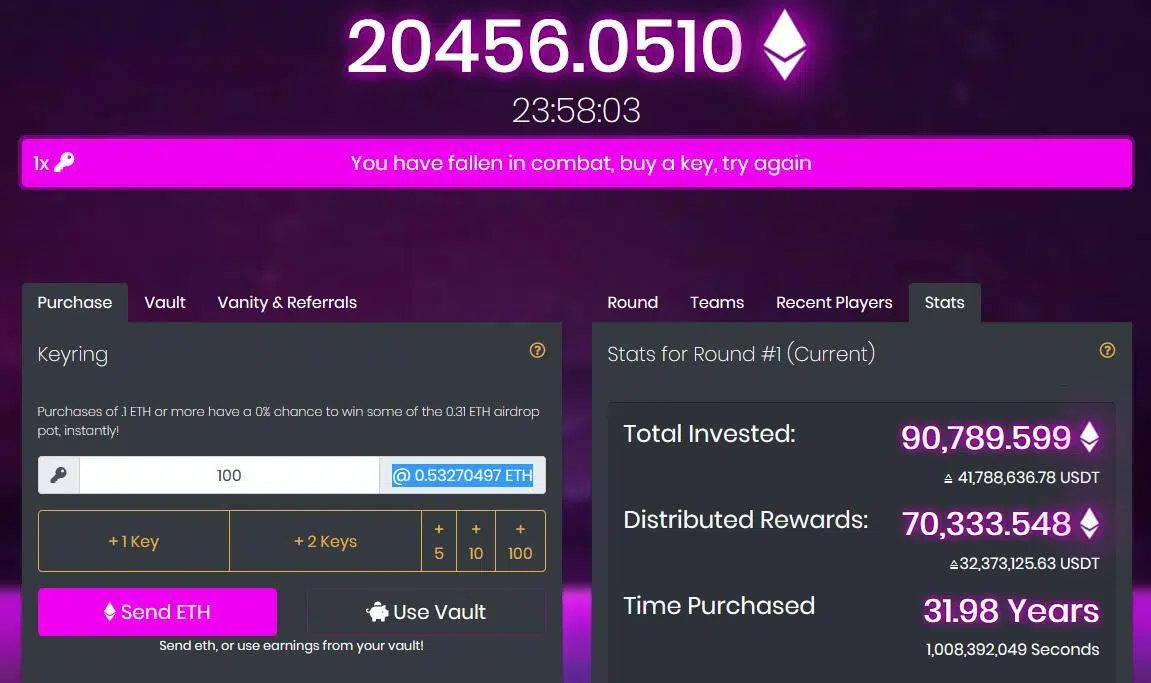 20456.0510
23:58:03
1x
You have fallen in combat, buy a key, try again
Purchase Vault Vanity & Referrals
Keyring
Purchases of .1 ETH or more have a 0% chance to win some of the 0.31 ETH airdrop
pot, instantly!
100 @ 0.53270497 ETH
+ 1 Key + 2 Keys + 5 + 10 + 100
Send ETH Use Vault
Send eth, or use earnings from your vault!
Round Teams Recent Players Stats
Stats for Round #1 (Current)
Total Invested: 90,789.599
≙ 41,788,636.78 USDT
Distributed Rewards: 70,333.548
≙ 32,373,125.63 USDT
Time Purchased 31.98 Years
1,008,392,049 Seconds